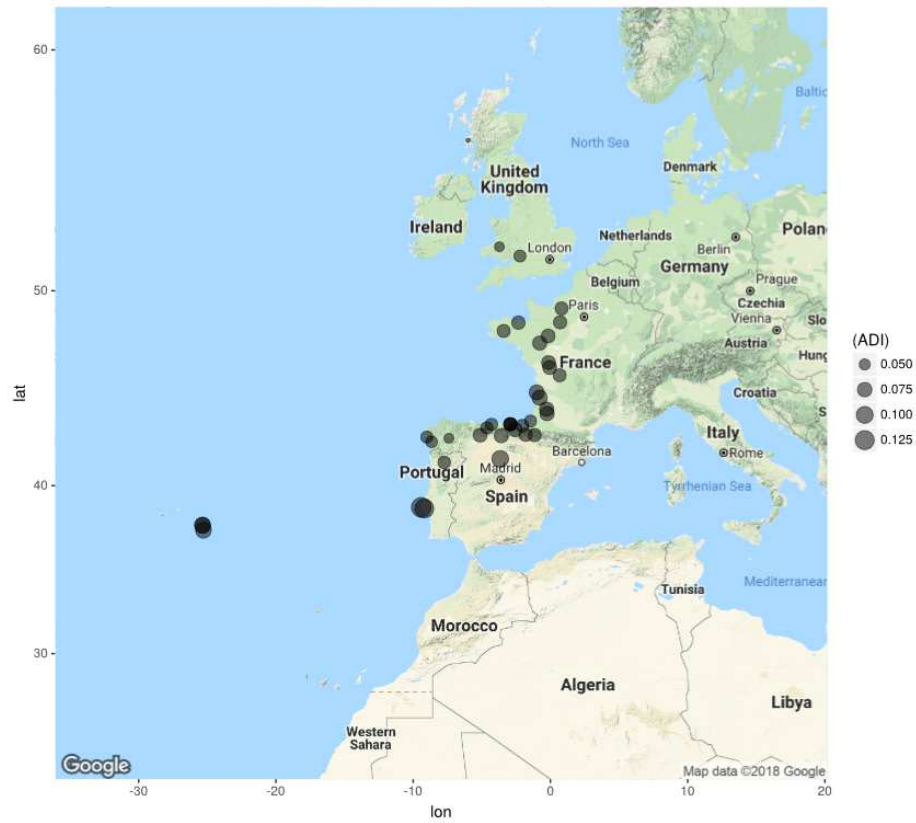 60
Baltic
North Sea
Denmark
United
Kingdom
Ireland
Netherlands
Berlin
Polan
London
Germany
Belgium
Prague
50
Paris
Czechia
Vienna
Slo
Austria
Hung
(ADI)
France
0.050
0.075
Croatia
0.100
S
0.125
lat
Italy
Barcelona
Rome
Portugal
Madrid
40
Spain
Tyrrhenian Sea
Mediterranean
Tunisia
Morocco
30
Algeria
Libya
Western
Sahara
Google
Map data ©2018 Google
-30
-20
-10
0
10
20
lon